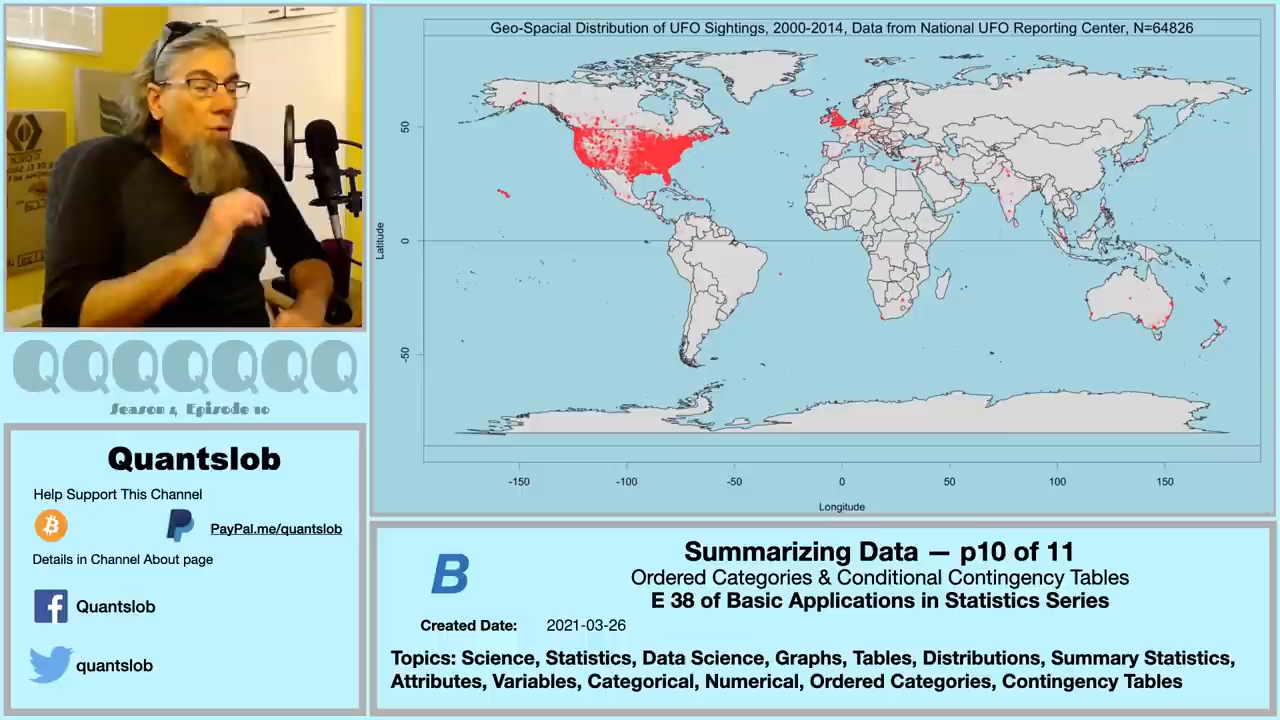 Geo-Spacial Distribution of UFO Sightings, 2000-2014, Data from National UFO Reporting Center, N=64826
Latitude
50
0
-50
-150
-100
-50
0
50
100
150
Longitude
QQQQQQQ
Season 4, Episode 10
Quantslob
Help Support This Channel
PayPal.me/quantslob
Details in Channel About page
Quantslob
quantslob
B
Summarizing Data — p10 of 11
Ordered Categories & Conditional Contingency Tables
E 38 of Basic Applications in Statistics Series
Created Date: 2021-03-26
Topics: Science, Statistics, Data Science, Graphs, Tables, Distributions, Summary Statistics,
Attributes, Variables, Categorical, Numerical, Ordered Categories, Contingency Tables